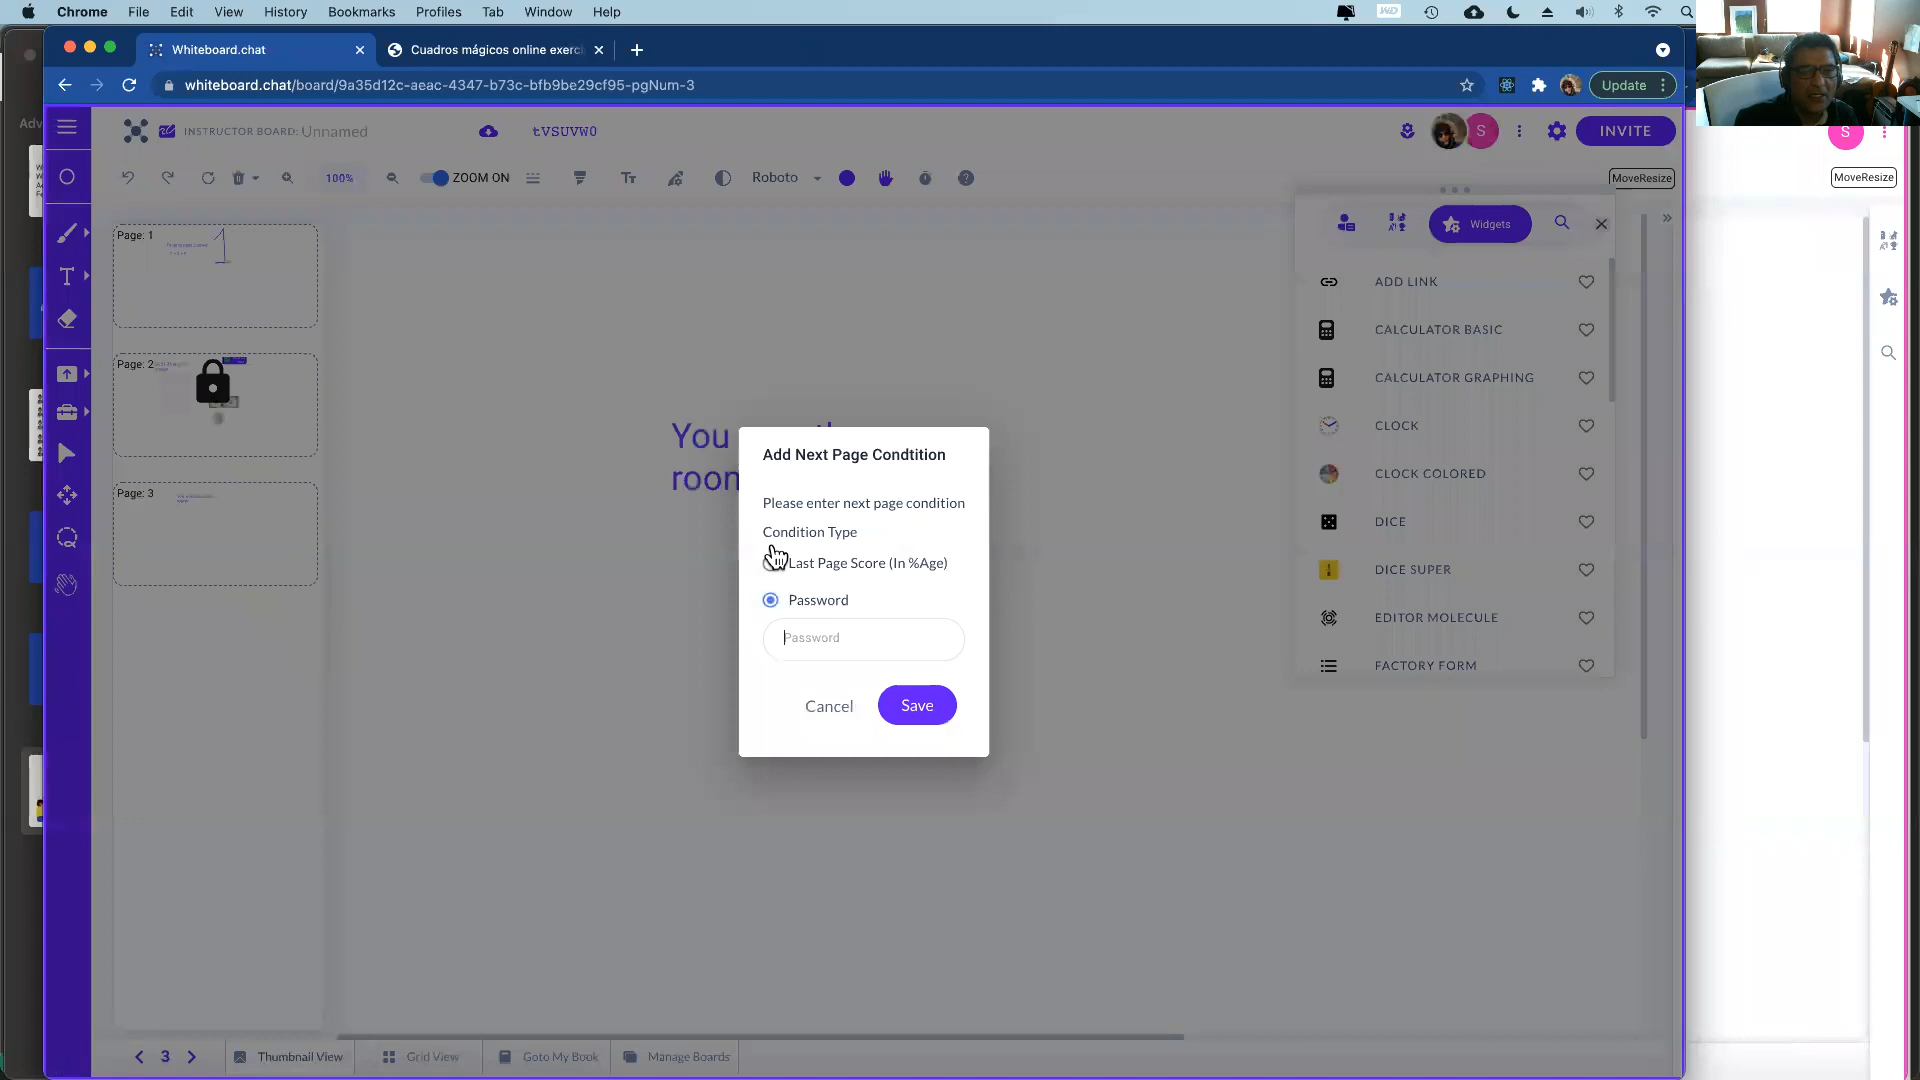 Chrome File Edit View History Bookmarks Profiles Tab Window Help
WD
Whiteboard.chat
Cuadros mágicos online exerc
whiteboard.chat/board/9a35d12c-aeac-4347-b73c-bfb9be29cf95-pgNum-3
Update
Adv
INSTRUCTOR BOARD: Unnamed
tVSUVWO
S
INVITE
S
100%
ZOOM ON
Roboto
MoveResize
MoveResize
Page: 1
Page: 2
Page: 3
Widgets
ADD LINK
CALCULATOR BASIC
CALCULATOR GRAPHING
CLOCK
CLOCK COLORED
DICE
DICE SUPER
EDITOR MOLECULE
FACTORY FORM
You
room
Add Next Page Condtition
Please enter next page condition
Condition Type
Last Page Score (In %Age)
Password
Password
Cancel
Save
3
Thumbnail View
Grid View
Goto My Book
Manage Boards